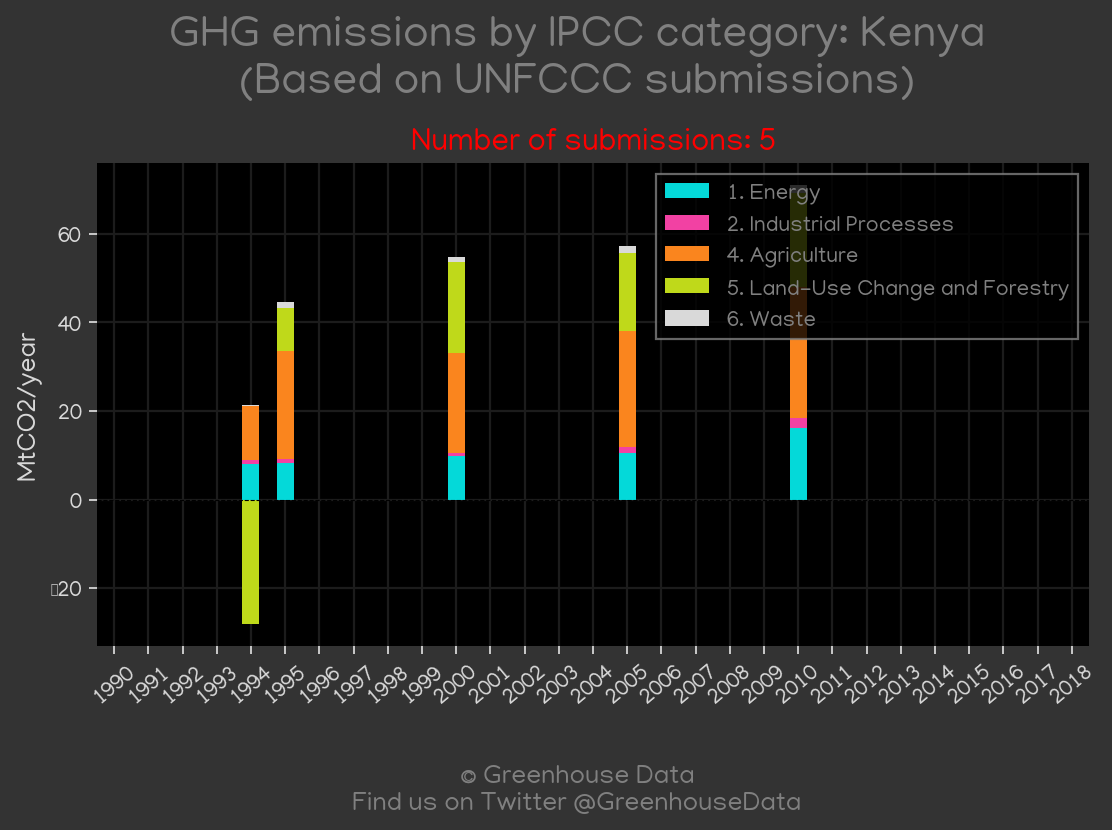 GHG emissions by IPCC category: Kenya
(Based on UNFCCC submissions)
Number of submissions: 5
1. Energy
2. Industrial Processes
4. Agriculture
5. Land-Use Change and Forestry
6. Waste
MtCO2/year
60
40
20
0
▯20
1990 1991 1992 1993 1994 1995 1996 1997 1998 1999 2000 2001 2002 2003 2004 2005 2006 2007 2008 2009 2010 2011 2012 2013 2014 2015 2016 2017 2018
© Greenhouse Data
Find us on Twitter @GreenhouseData